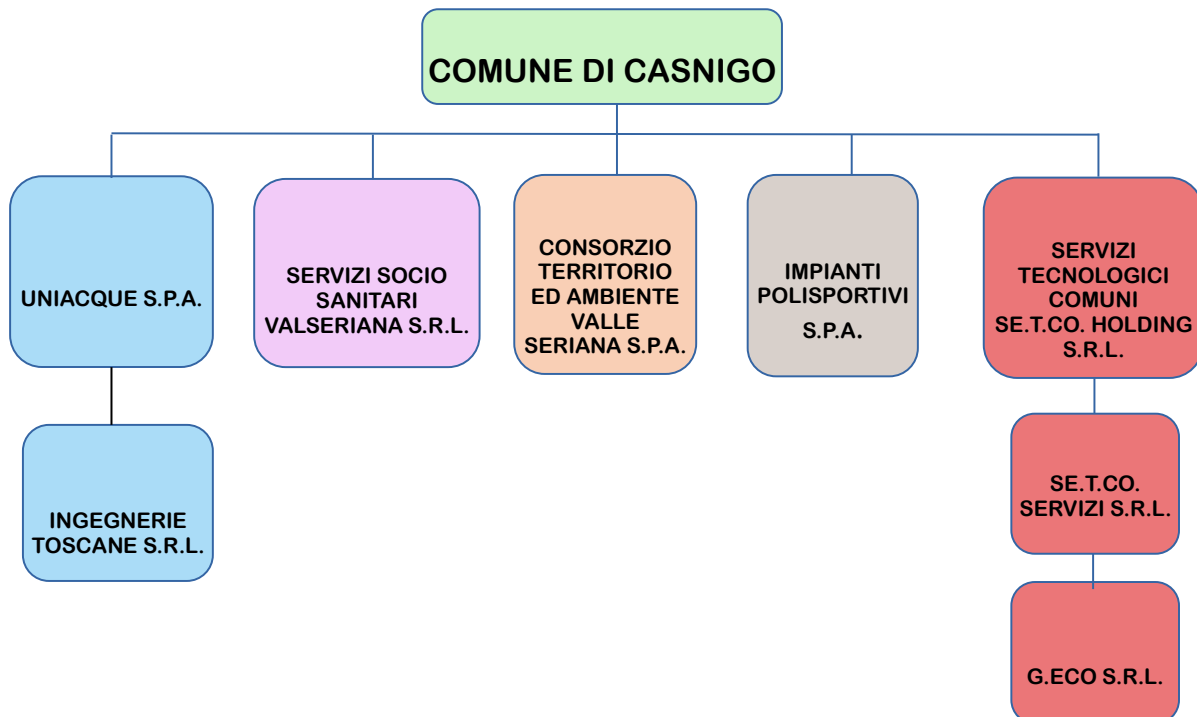 COMUNE DI CASNIGO
UNIACQUE S.P.A.
SERVIZI SOCIO
SANITARI
VALSERIANA S.R.L.
CONSORZIO
TERRITORIO
ED AMBIENTE
VALLE
SERIANA S.P.A.
IMPIANTI
POLISPORTIVI
S.P.A.
SERVIZI
TECNOLOGICI
COMUNI
SE.T.CO. HOLDING
S.R.L.
INGEGNERIE
TOSCANE S.R.L.
SE.T.CO.
SERVIZI S.R.L.
G.ECO S.R.L.